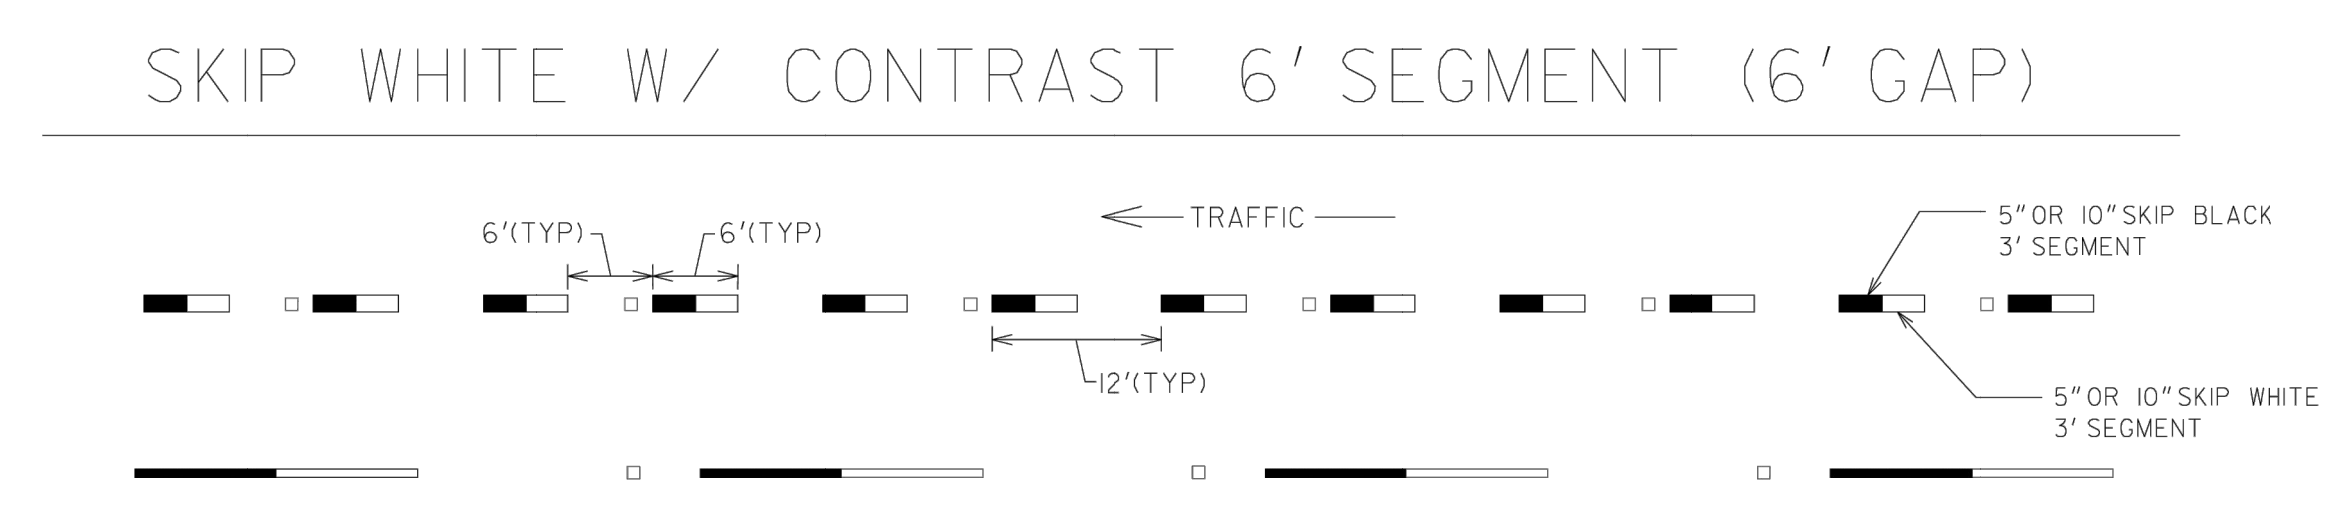 SKIP WHITE W/ CONTRAST 6' SEGMENT (6' GAP)
6'(TYP)
6'(TYP)
TRAFFIC
5" OR 10" SKIP BLACK
3' SEGMENT
12'(TYP)
5" OR 10" SKIP WHITE
3' SEGMENT